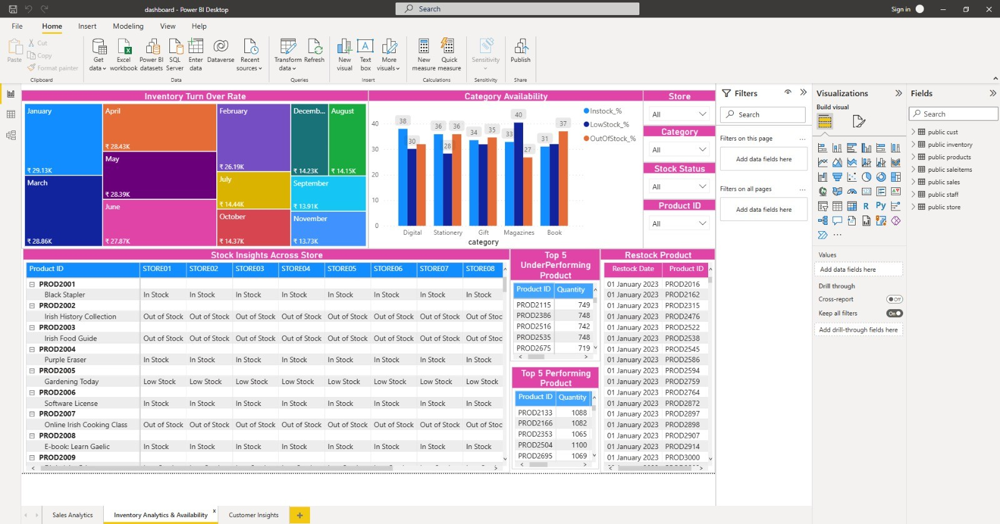 dashboard - Power BI Desktop
Search
Sign in
File Home Insert Modeling View Help
Paste
Cut
Copy
Format painter
Clipboard
Get data
Excel workbook
Power BI datasets
SQL Server
Enter data
Dataverse
Recent sources
Data
Transform data
Refresh
Queries
New visual
Text box
More visuals
Insert
New measure
Quick measure
Calculations
Sensitivity
Sensitivity
Publish
Share
Inventory Turn Over Rate
January
₹ 29.13K
March
₹ 28.86K
April
₹ 28.43K
May
₹ 28.39K
June
₹ 27.87K
February
₹ 26.19K
July
₹ 14.44K
October
₹ 14.37K
Decemb...
₹ 14.23K
August
₹ 14.15K
September
₹ 13.91K
November
₹ 13.73K
Category Availability
Instock_%
LowStock_%
OutOfStock_%
40
30
20
10
0
38 30
36 28 36
34 35
33 40 27
31 37
Digital Stationery Gift Magazines Book
category
Store
All
Category
All
Stock Status
All
Product ID
All
Stock Insights Across Store
Product ID STORE01 STORE02 STORE03 STORE04 STORE05 STORE06 STORE07 STORE08
PROD2001
Black Stapler In Stock In Stock In Stock In Stock In Stock In Stock In Stock In Stock
PROD2002
Irish History Collection Out of Stock Out of Stock Out of Stock Out of Stock Out of Stock Out of Stock Out of Stock Out of Stoc
PROD2003
Irish Food Guide Out of Stock Out of Stock Out of Stock Out of Stock Out of Stock Out of Stock Out of Stock Out of Stoc
PROD2004
Purple Eraser In Stock In Stock In Stock In Stock In Stock In Stock In Stock In Stock
PROD2005
Gardening Today Low Stock Low Stock Low Stock Low Stock Low Stock Low Stock Low Stock Low Stock
PROD2006
Software License In Stock In Stock In Stock In Stock In Stock In Stock In Stock In Stock
PROD2007
Online Irish Cooking Class Out of Stock Out of Stock Out of Stock Out of Stock Out of Stock Out of Stock Out of Stock Out of Stoc
PROD2008
E-book: Learn Gaelic In Stock In Stock In Stock In Stock In Stock In Stock In Stock In Stock
PROD2009
Top 5
UnderPerforming
Product
Product ID Quantity
PROD2115 749
PROD2386 748
PROD2516 742
PROD2535 748
PROD2675 719
Top 5 Performing
Product
Product ID Quantity
PROD2133 1088
PROD2166 1082
PROD2353 1065
PROD2504 1100
PROD2695 1069
Restock Product
Restock Date Product ID
01 January 2023 PROD2016
01 January 2023 PROD2162
01 January 2023 PROD2315
01 January 2023 PROD2476
01 January 2023 PROD2522
01 January 2023 PROD2538
01 January 2023 PROD2545
01 January 2023 PROD2586
01 January 2023 PROD2594
01 January 2023 PROD2759
01 January 2023 PROD2764
01 January 2023 PROD2872
01 January 2023 PROD2897
01 January 2023 PROD2898
01 January 2023 PROD2907
01 January 2023 PROD2914
01 January 2023 PROD3000
Filters
Search
Filters on this page ...
Add data fields here
Filters on all pages ...
Add data fields here
Visualizations
Build visual
123
R Py
...
Values
Add data fields here
Drill through
Cross-report Off
Keep all filters On
Add drill-through fields here
Fields
Search
public cust
public inventory
public products
public saleitems
public sales
public staff
public store
Sales Analytics
Inventory Analytics & Availability x
Customer Insights
+